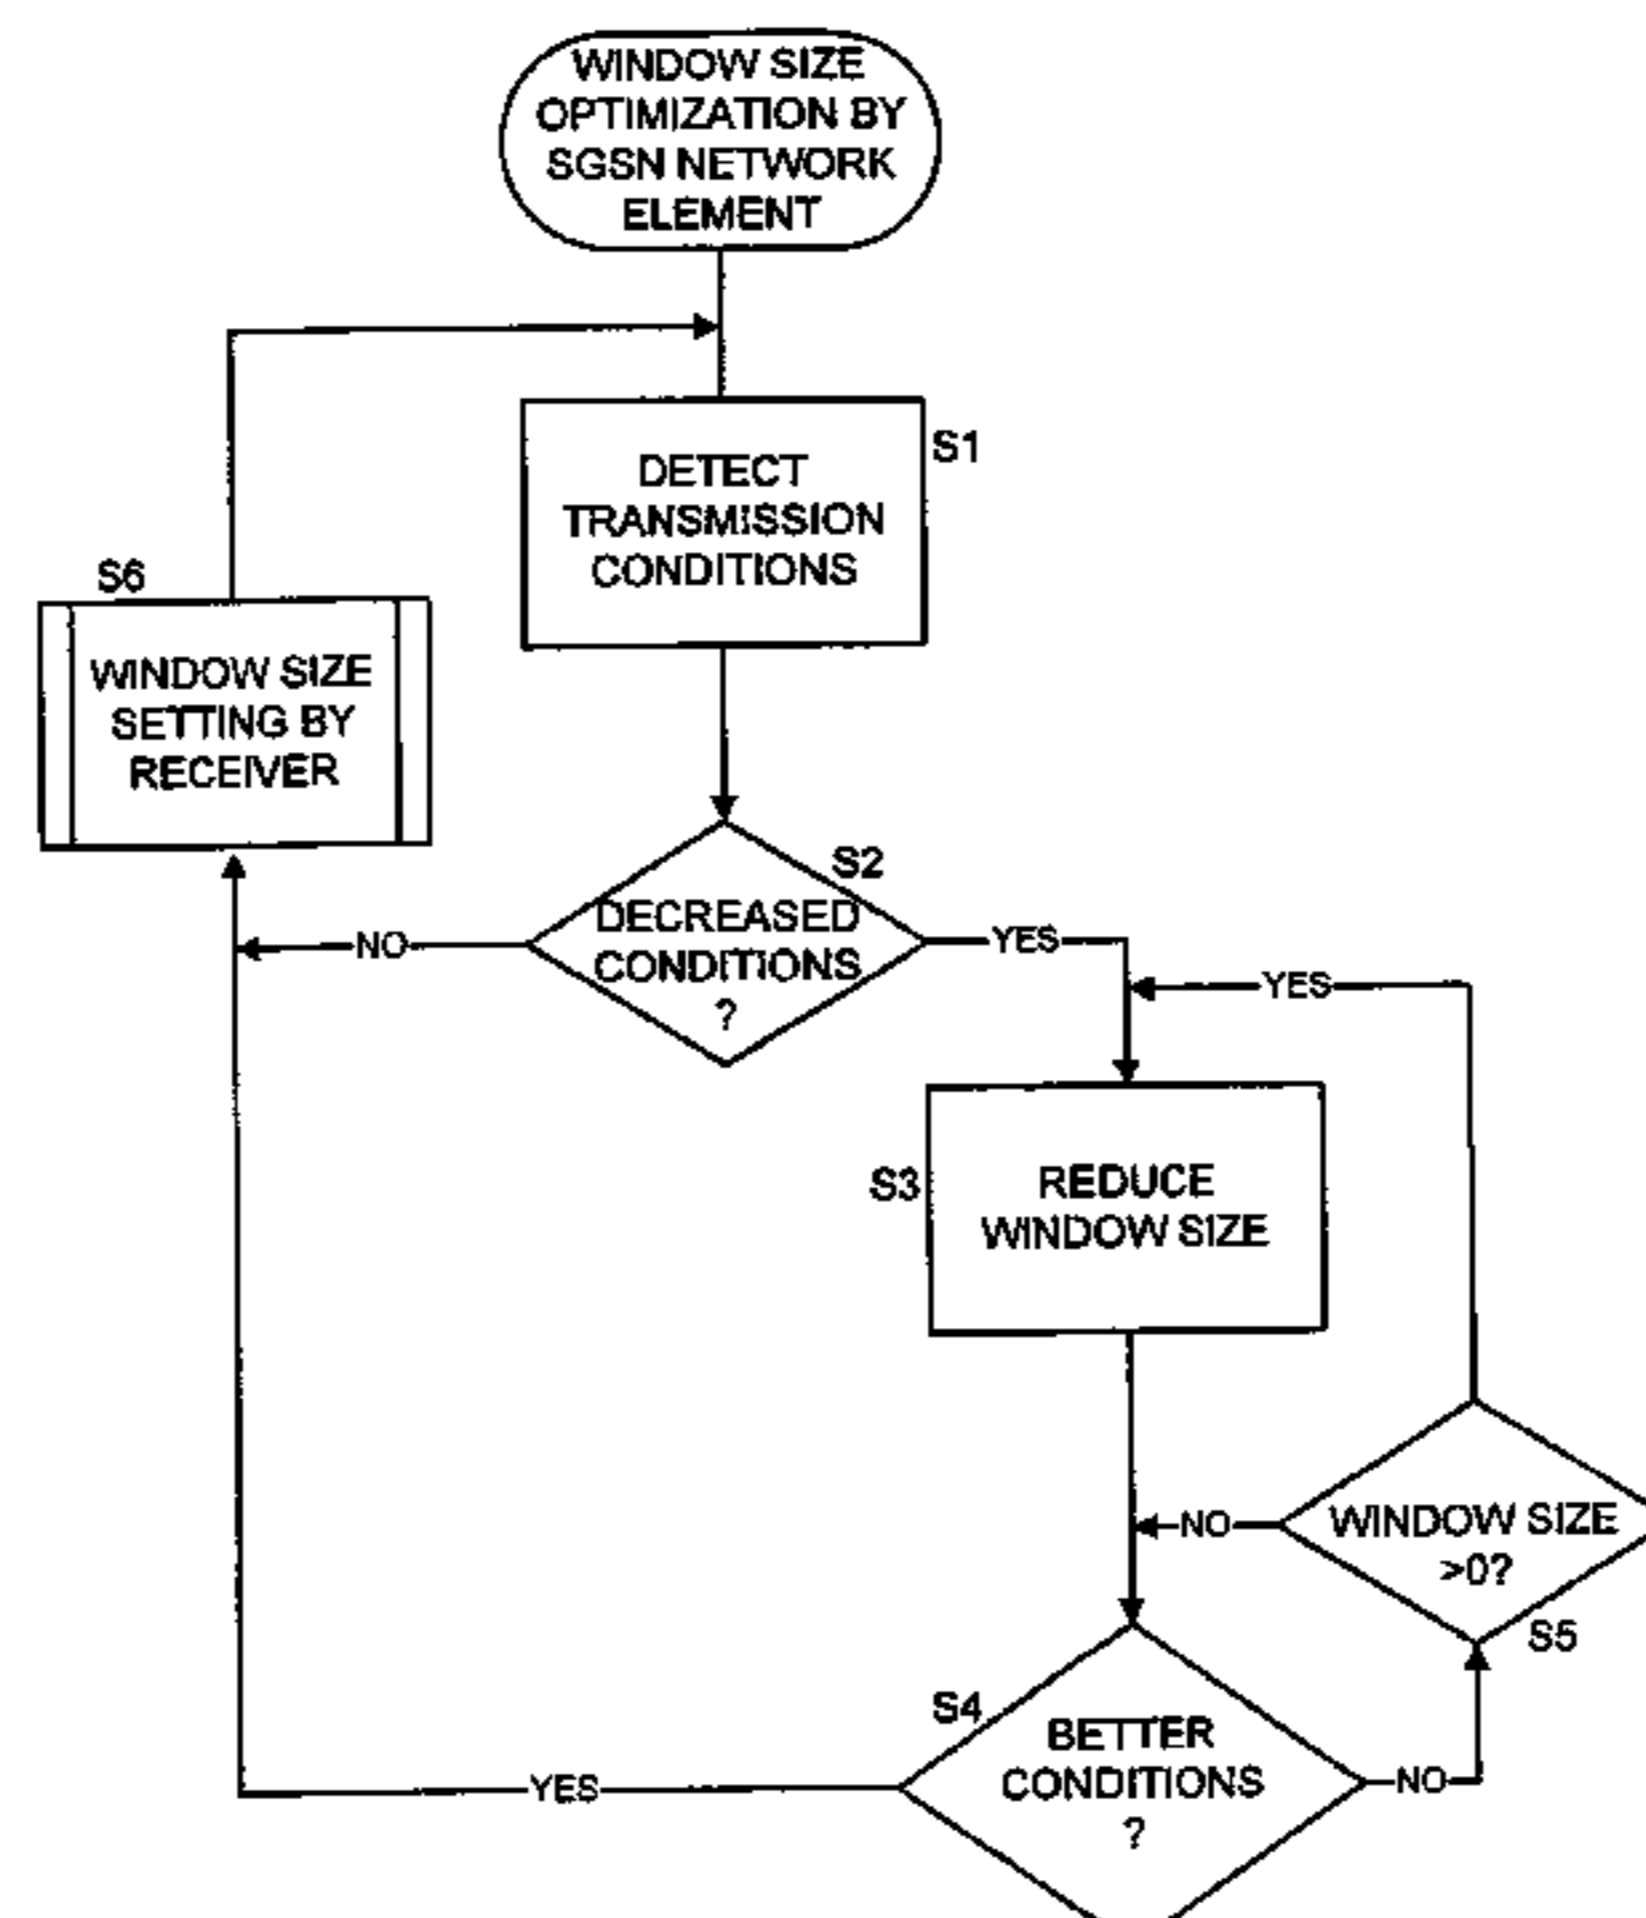 WINDOW SIZE
OPTIMIZATION BY
SGSN NETWORK
ELEMENT
S1
DETECT
TRANSMISSION
CONDITIONS
S6
WINDOW SIZE
SETTING BY
RECEIVER
S2
DECREASED
CONDITIONS
?
NO
YES
YES
S3
REDUCE
WINDOW SIZE
NO
WINDOW SIZE
>0?
S5
S4
BETTER
CONDITIONS
?
YES
NO